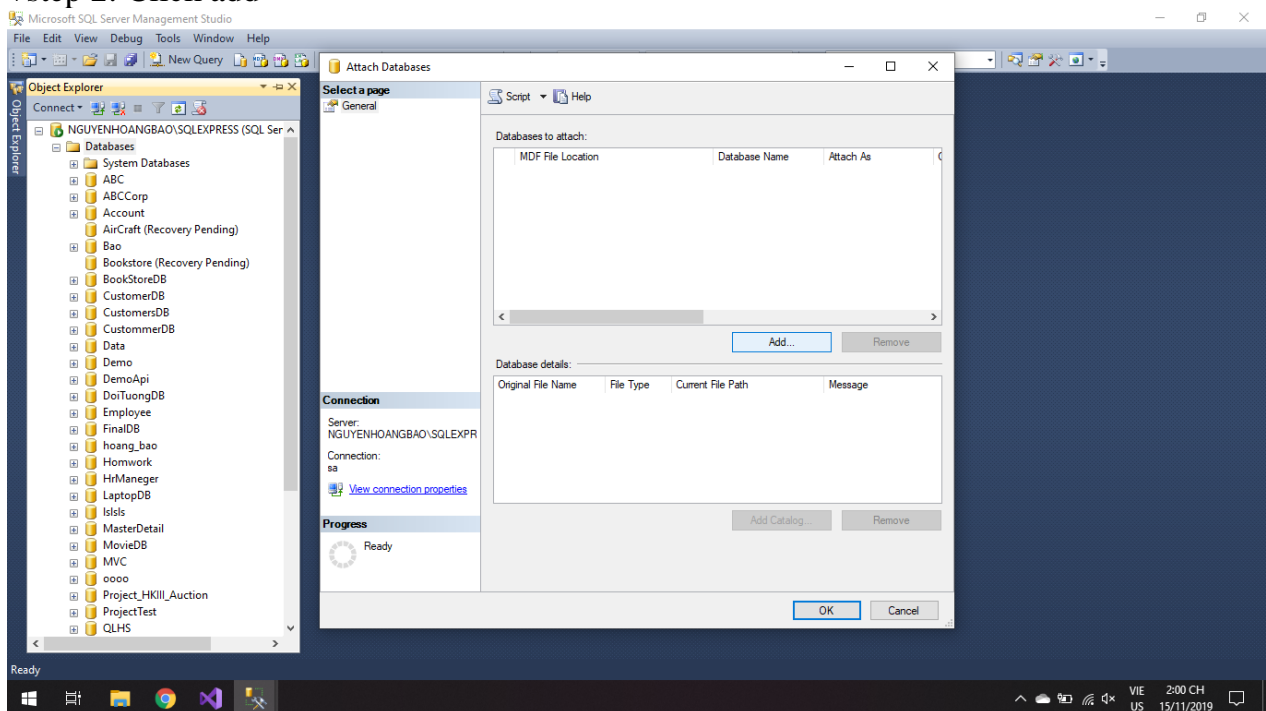 Microsoft SQL Server Management Studio
File Edit View Debug Tools Window Help
New Query
Object Explorer
Object Explorer
Connect
NGUYENHOANGBAO\SQLEXPRESS (SQL Ser
Databases
System Databases
ABC
ABCCorp
Account
AirCraft (Recovery Pending)
Bao
Bookstore (Recovery Pending)
BookStoreDB
CustomerDB
CustomersDB
CustommerDB
Data
Demo
DemoApi
DoiTuongDB
Employee
FinalDB
hoang_bao
Homwork
HrManeger
LaptopDB
lslsls
MasterDetail
MovieDB
MVC
oooo
Project_HKIII_Auction
ProjectTest
QLHS
Attach Databases
Select a page
General
Script Help
Databases to attach:
MDF File Location Database Name Attach As
Add... Remove
Database details:
Original File Name File Type Current File Path Message
Add Catalog... Remove
Connection
Server:
NGUYENHOANGBAO\SQLEXPR
Connection:
sa
View connection properties
Progress
Ready
OK Cancel
Ready
VIE
US
2:00 CH
15/11/2019